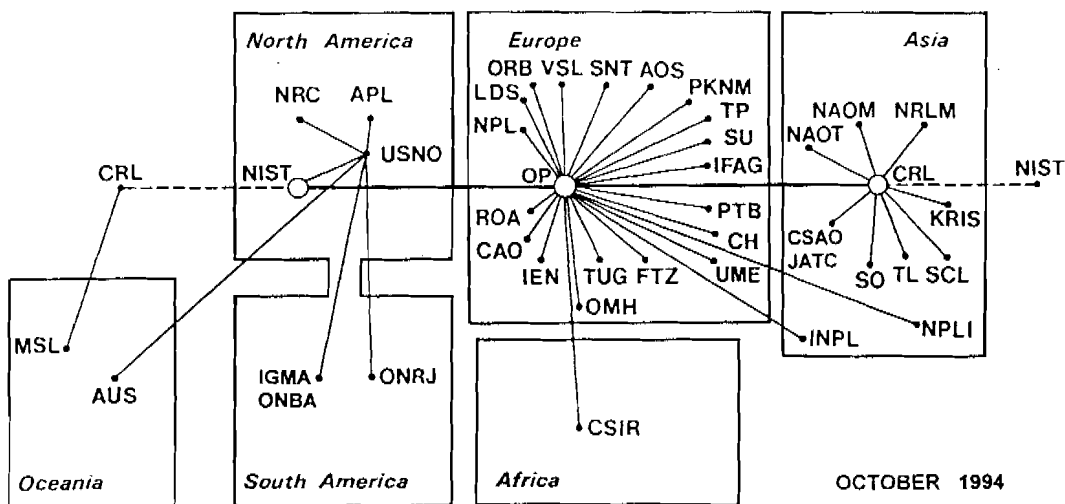 North America
Europe
Asia
ORB
VSL
SNT
AOS
PKNM
LDS
NRC
APL
TP
NAOM
NRLM
NPL
SU
NAOT
USNO
IFAG
CRL
NIST
OP
CRL
NIST
ROA
PTB
KRIS
CAO
CH
CSAO
JATC
IEN
TUG
FTZ
UME
SO
TL
SCL
OMH
MSL
INPL
NPLI
AUS
IGMA
ONBA
ONRJ
CSIR
Oceania
South America
Africa
OCTOBER 1994